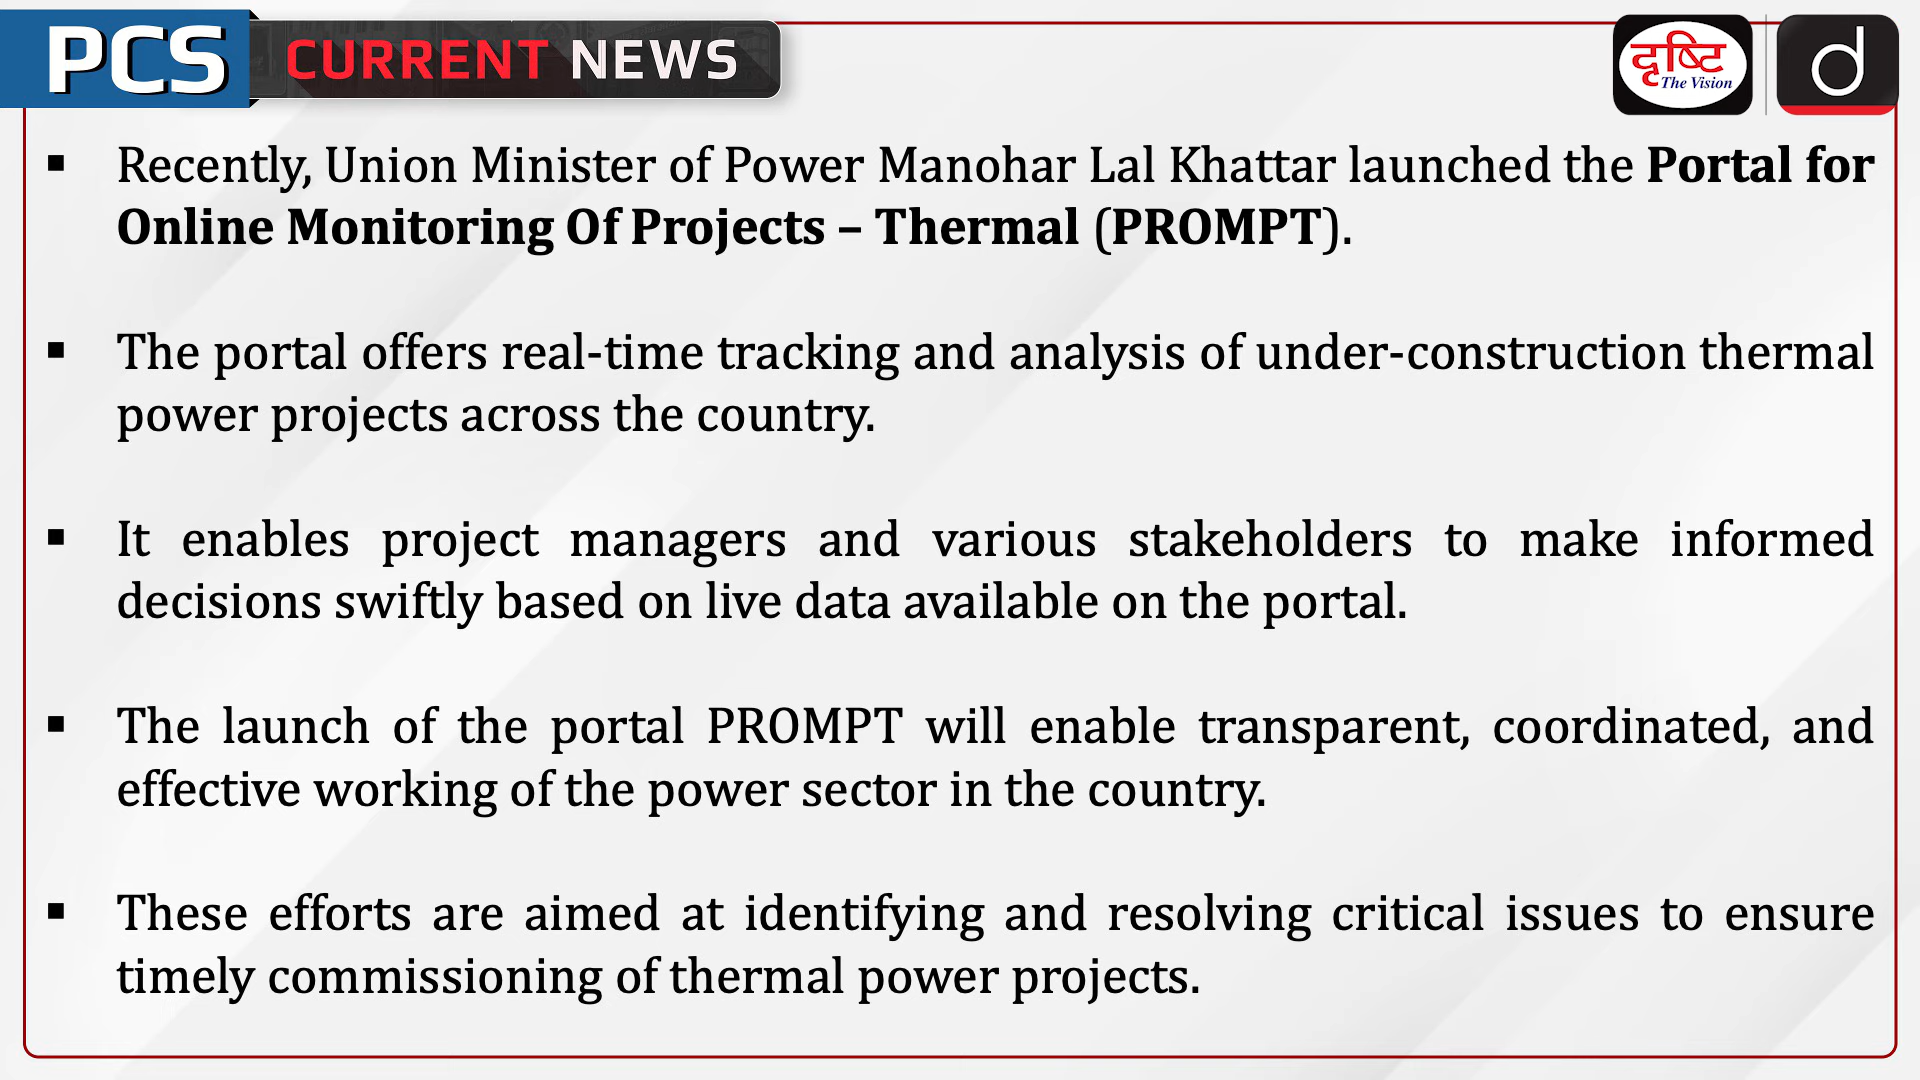 PCS CURRENT NEWS
दृष्टि
The Vision
d
▪ Recently, Union Minister of Power Manohar Lal Khattar launched the Portal for
Online Monitoring Of Projects – Thermal (PROMPT).
▪ The portal offers real-time tracking and analysis of under-construction thermal
power projects across the country.
▪ It enables project managers and various stakeholders to make informed
decisions swiftly based on live data available on the portal.
▪ The launch of the portal PROMPT will enable transparent, coordinated, and
effective working of the power sector in the country.
▪ These efforts are aimed at identifying and resolving critical issues to ensure
timely commissioning of thermal power projects.